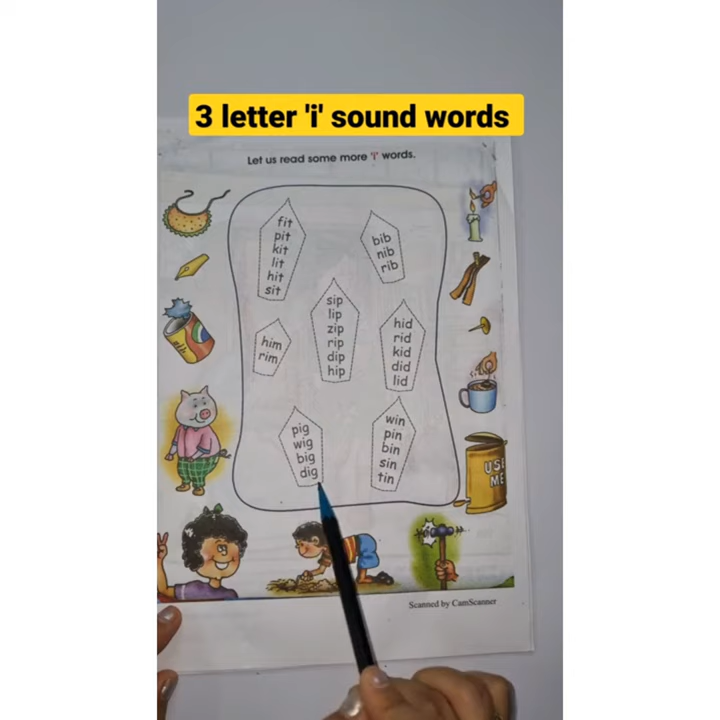 3 letter 'i' sound words
Let us read some more 'i' words.
fit
pit
kit
lit
hit
sit
bib
nib
rib
sip
lip
zip
rip
dip
hip
him
rim
hid
rid
kid
did
lid
pig
wig
big
dig
win
pin
bin
sin
tin
USE
ME
Scanned by CamScanner